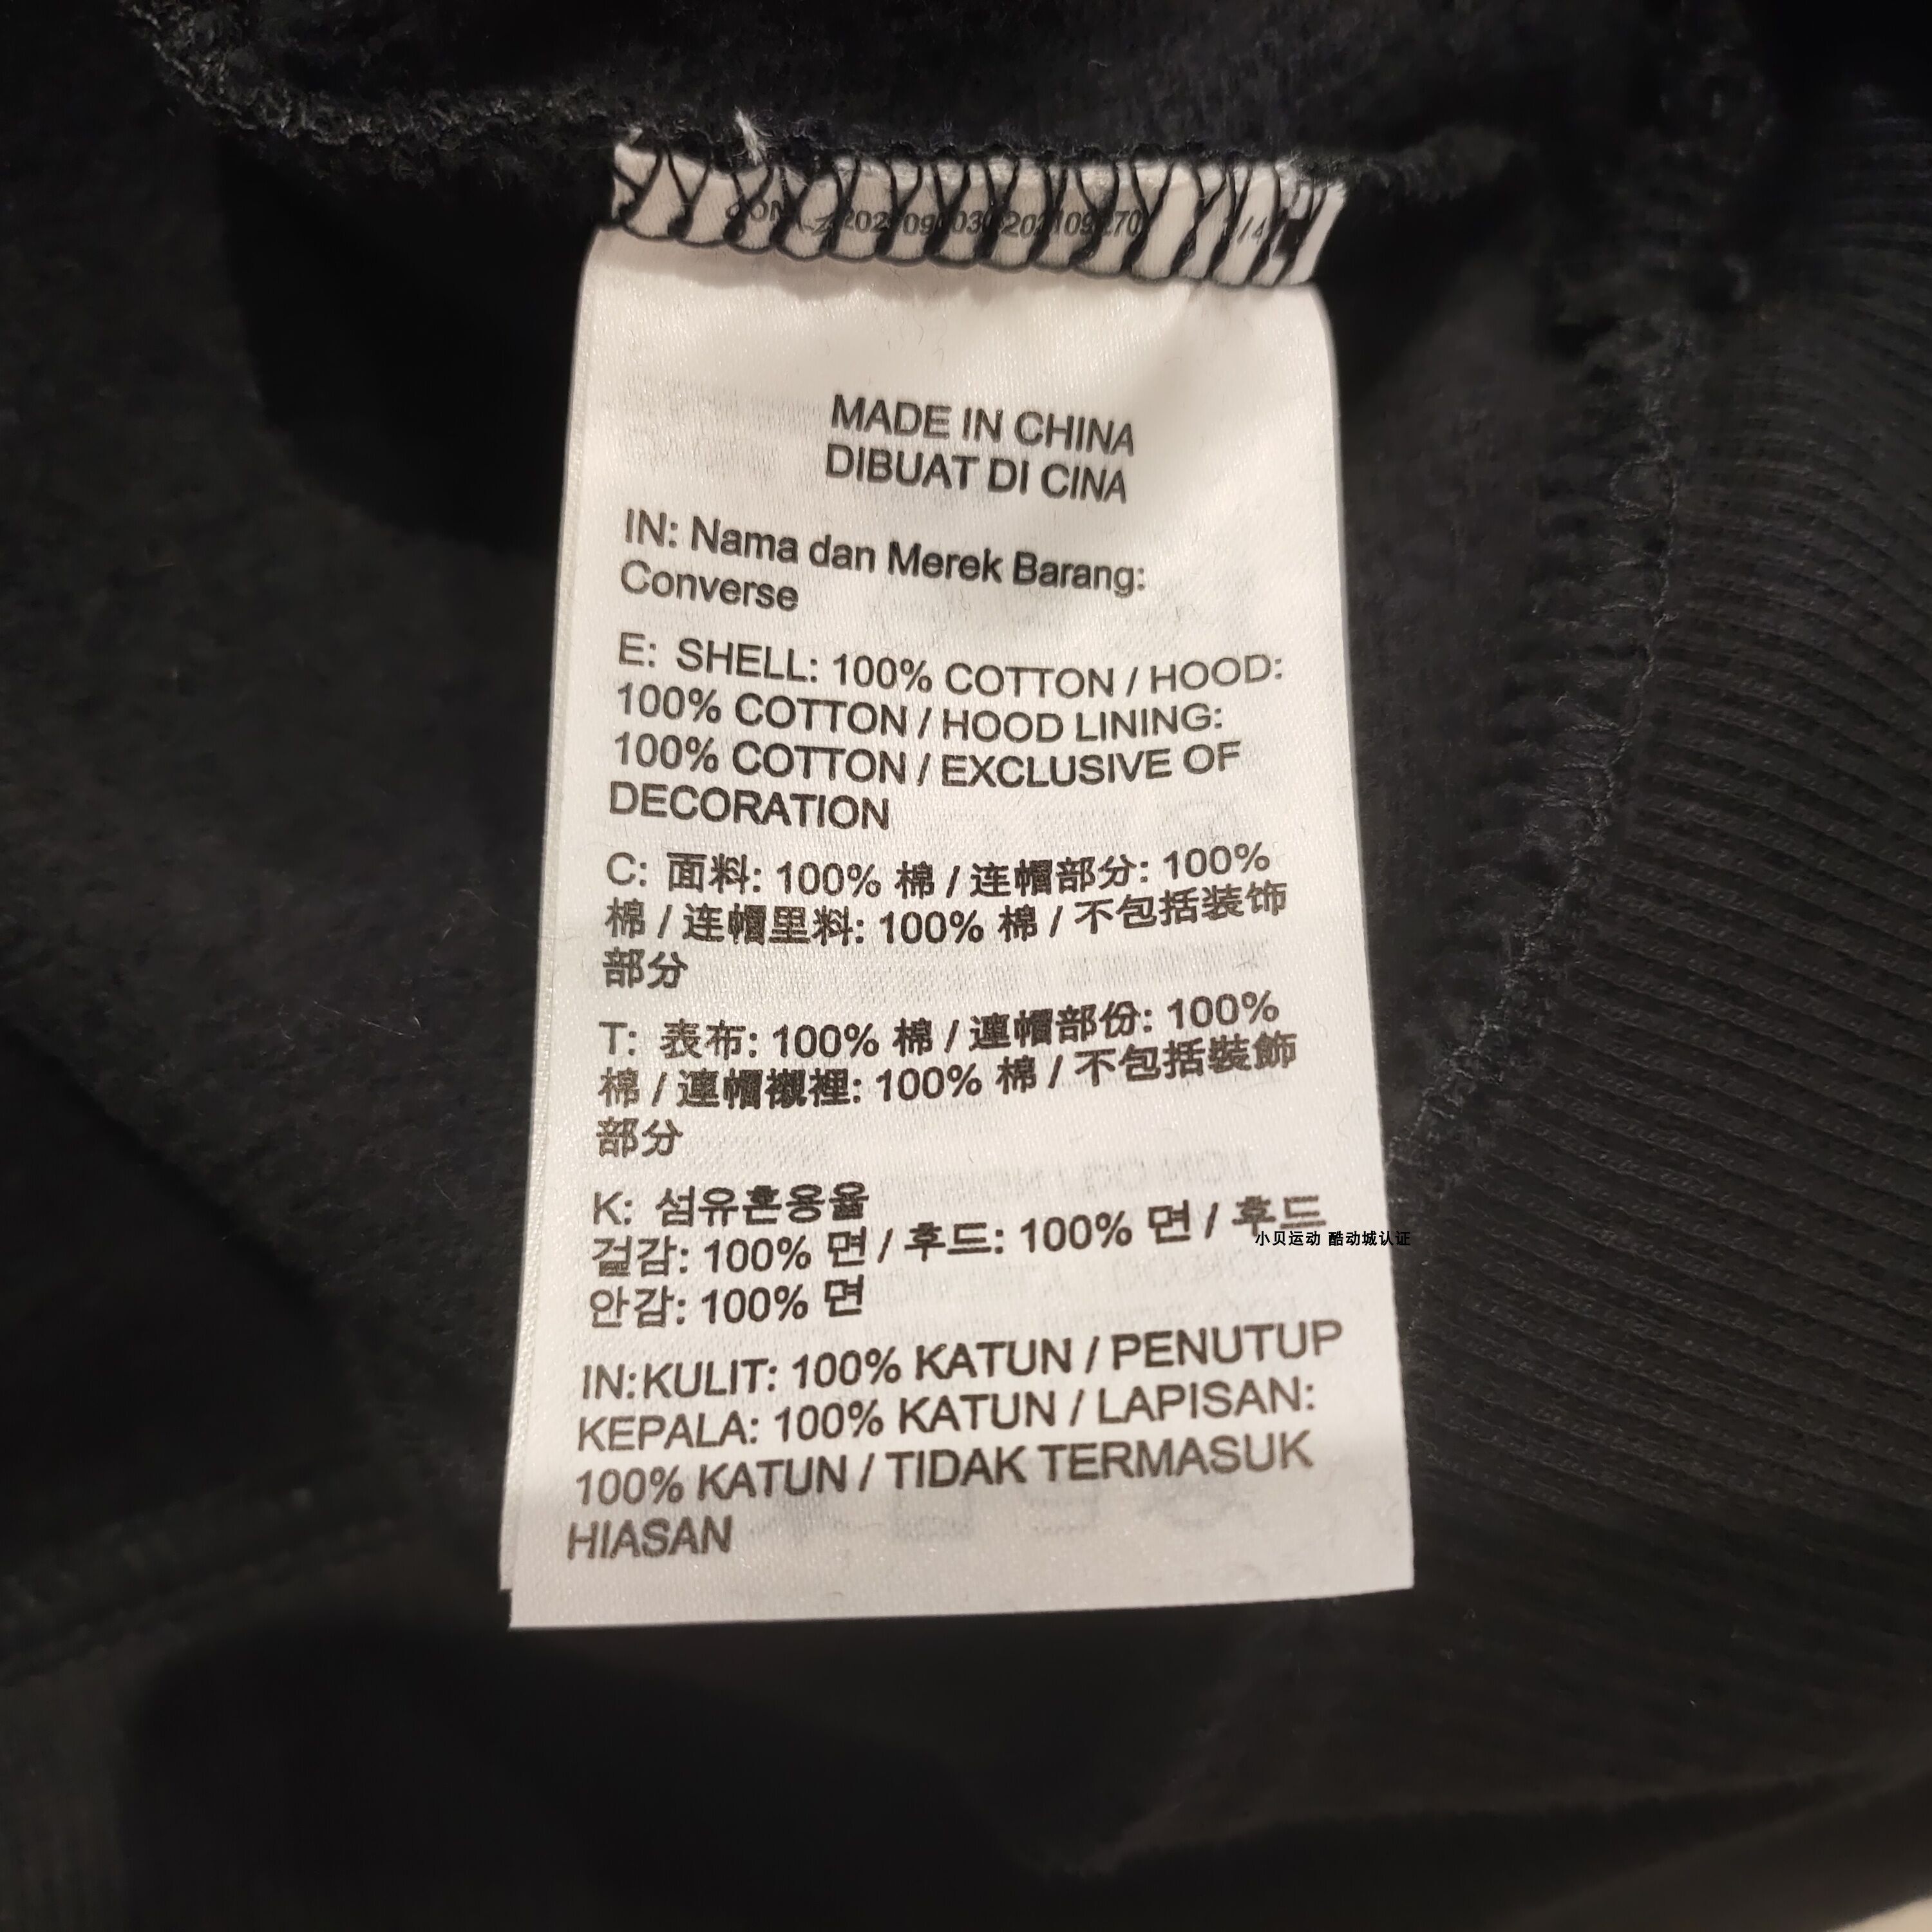 MADE IN CHINA
DIBUAT DI CINA
IN: Nama dan Merek Barang:
Converse
E: SHELL: 100% COTTON / HOOD:
100% COTTON / HOOD LINING:
100% COTTON / EXCLUSIVE OF
DECORATION
C: 面料: 100% 棉 / 连帽部分: 100%
棉 / 连帽里料: 100% 棉 / 不包括装饰
部分
T: 表布: 100% 棉 / 連帽部份: 100%
棉 / 連帽襯裡: 100% 棉 / 不包括裝飾
部分
K: 섬유혼용율
겉감: 100% 면 / 후드: 100% 면 / 후드
小贝运动 酷动城认证
안감: 100% 면
IN:KULIT: 100% KATUN / PENUTUP
KEPALA: 100% KATUN / LAPISAN:
100% KATUN / TIDAK TERMASUK
HIASAN